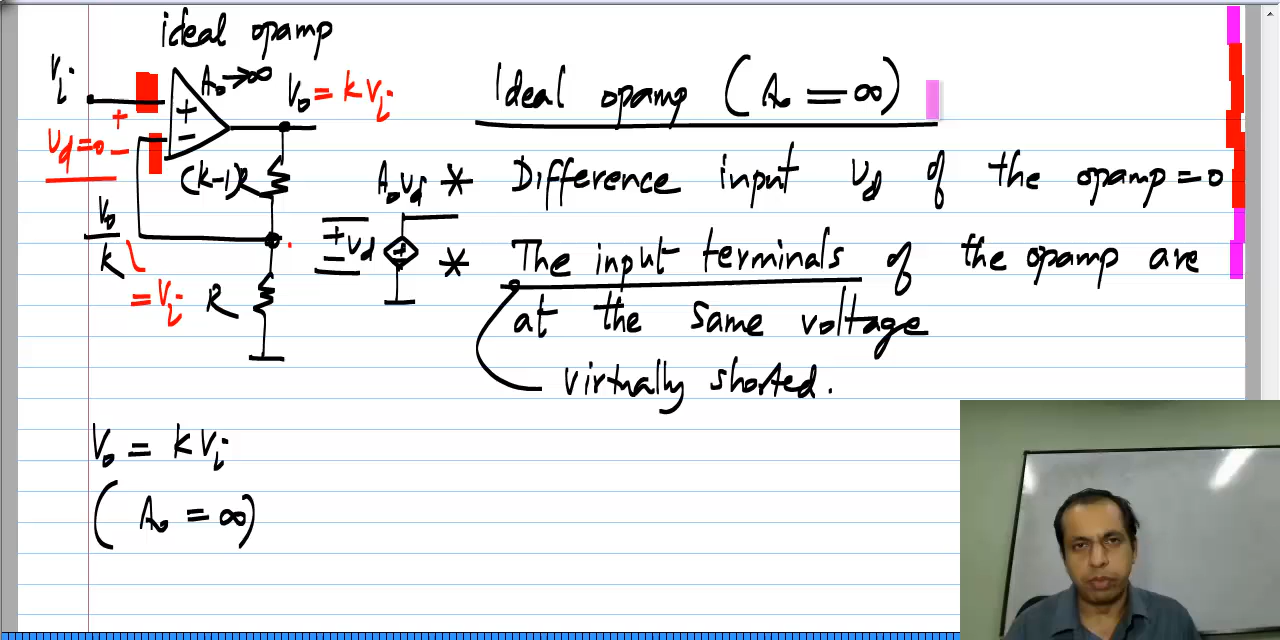 ideal opamp
Vi
A0→∞
V0 = kVi
+
−
+
vd=0
−
(k-1)R
V0/k
= Vi
R
A0vd
+
−
vd
+
Ideal opamp (A0 = ∞)
* Difference input vd of the opamp = 0
* The input terminals of the opamp are
at the same voltage
virtually shorted.
V0 = kVi
(A0 = ∞)